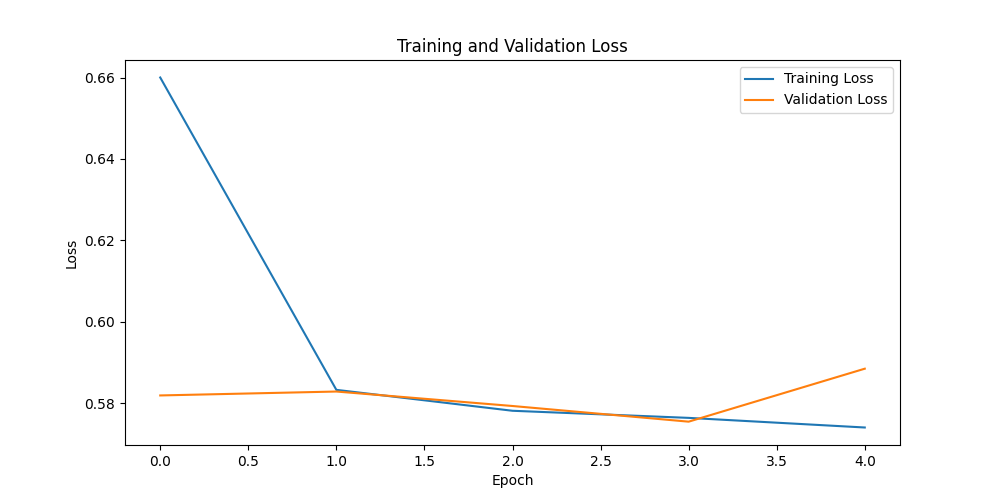 Training and Validation Loss
Training Loss
Validation Loss
Loss
0.66
0.64
0.62
0.60
0.58
0.0 0.5 1.0 1.5 2.0 2.5 3.0 3.5 4.0
Epoch